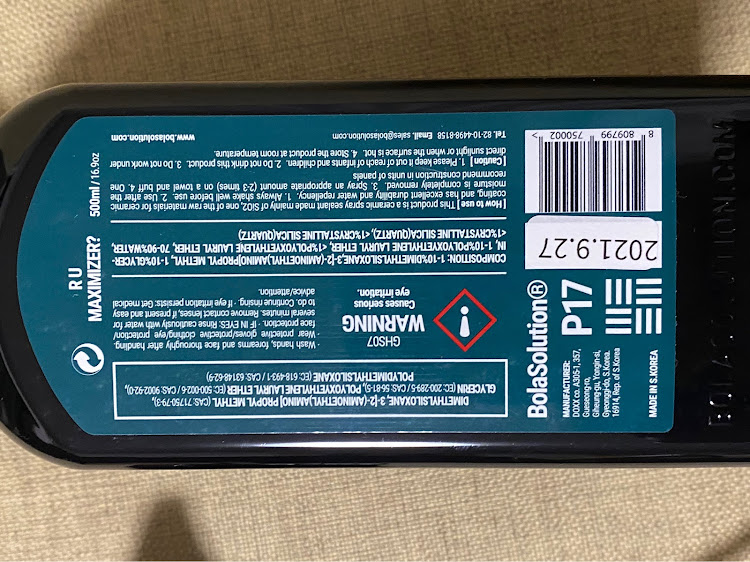 R U
MAXIMIZER?
500ml / 16.9oz
DIMETHYLSILOXANE, 3-[2-(AMINOETHYL)AMINO] PROPYL METHYL (CAS: 71750-79-3),
GLYCERIN (EC: 200-289-5 / CAS: 56-81-5), POLYOXYETHYLENE LAURYL ETHER (EC: 500-002-6 / CAS: 9002-92-0),
POLYDIMETHYLSILOXANE (EC: 618-493-1 / CAS: 63148-62-9)
GHS07
WARNING
Causes serious
eye irritation.
- Wash hands, forearms and face thoroughly after handling. -
Wear protective gloves/protective clothing/eye protection/
face protection. - IF IN EYES: Rinse cautiously with water for
several minutes. Remove contact lenses, if present and easy
to do. Continue rinsing. - If eye irritation persists: Get medical
advice/attention.
COMPOSITION: 1-10%DIMETHYLSILOXANE,3-[2-(AMINOETHYL)AMINO]PROPYL METHYL, 1-10%GLYCER-
IN, 1-10%POLYOXYETHYLENE LAURYL ETHER, <1%POLYOXYETHYLENE LAURYL ETHER, 70-90%WATER,
<1%CRYSTALLINE SILICA(QUARTZ), <1%CRYSTALLINE SILICE(QUARTZ)
[ How to use ] This product is a ceramic spray sealant made mainly of SIO2, one of the raw materials for ceramic
coating, and has excellent durability and water repellency. 1. Always shake well before use. 2. Use after the
moisture is completely removed. 3. Spray an appropriate amount (2-3 times) on a towel and buff 4. One
recommend construction in units of panels
[ Caution ] 1. Please keep it out of reach of infants and children. 2. Do not drink this product. 3. Do not work under
direct sunlight or when the surface is hot. 4. Store the product at room temperature.
Tel. 82-10-4498-8158 Email. sales@bolasolution.com
www.bolasolution.com
BolaSolution®
P17
MANUFACTURER:
DOXX co. A305-1, 357,
Guseong-ro,
Giheung-gu, Yongin-si,
Gyeonggi-do, S.Korea
16914, Rep. of S.Korea
MADE IN S.KOREA
2021.9.27
8 809799 750002 >
BOLASOLUTION.COM